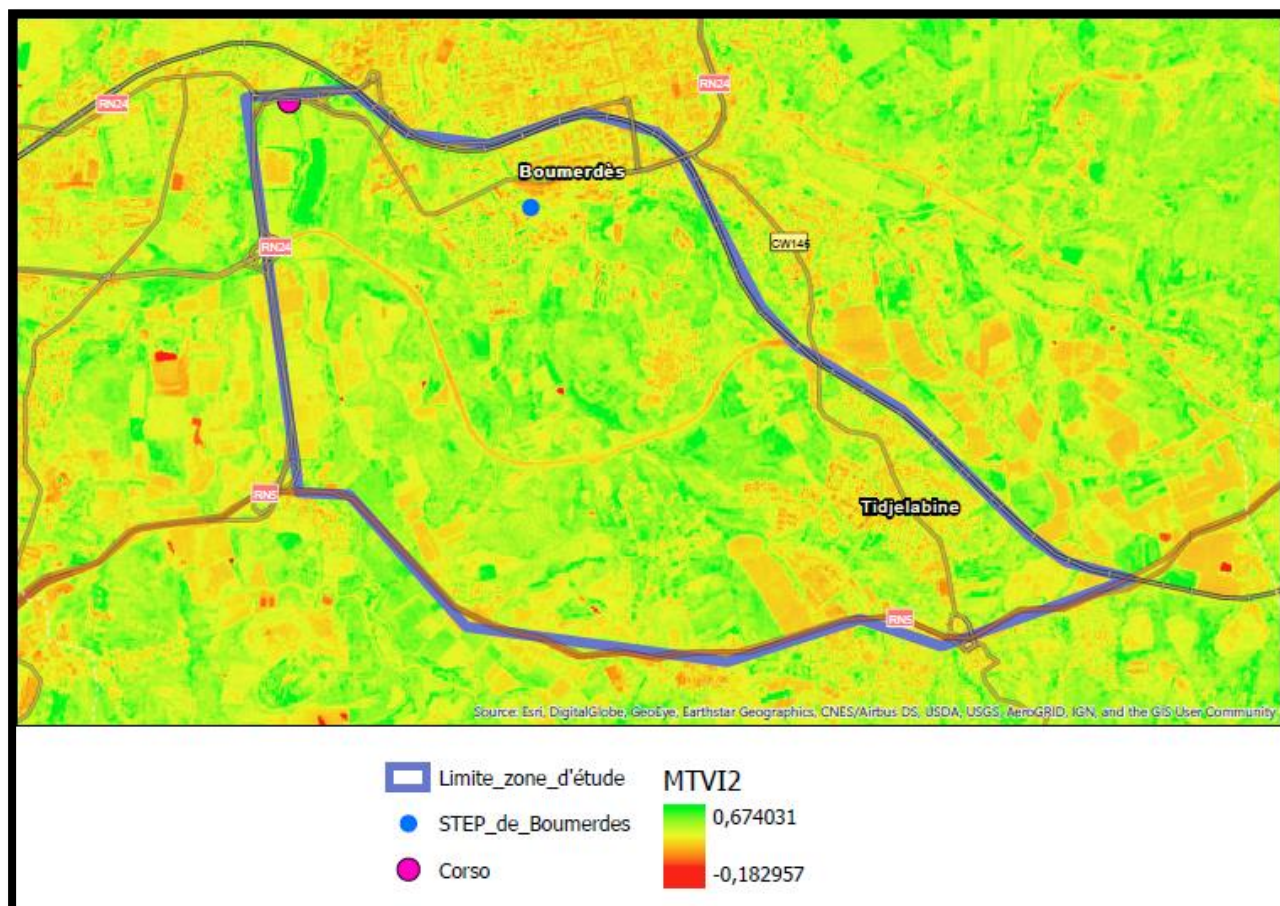 RN24
RN24
Boumerdès
CW146
RN24
RN5
Tidjelabine
RN5
Source: Esri, DigitalGlobe, GeoEye, Earthstar Geographics, CNES/Airbus DS, USDA, USGS, AeroGRID, IGN, and the GIS User Community
Limite_zone_d'étude
MTVI2
0,674031
STEP_de_Boumerdes
Corso
-0,182957